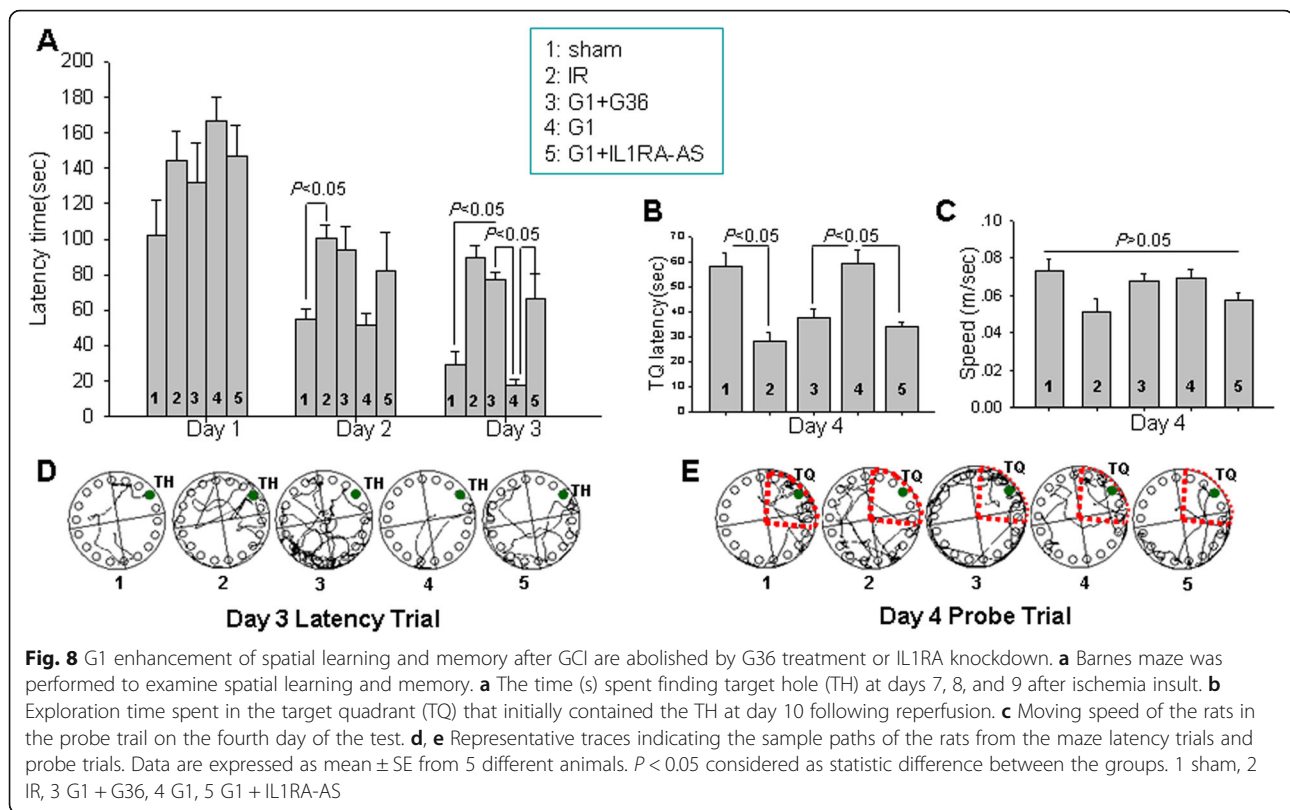 A
200
180
160
140
120
100
80
60
40
20
0
Latency time(sec)
1 2 3 4 5
Day 1
P<0.05
1 2 3 4 5
Day 2
P<0.05
P<0.05
1 2 3 4 5
Day 3
1: sham
2: IR
3: G1+G36
4: G1
5: G1+IL1RA-AS
B
70
60
50
40
30
20
10
0
TQ latency(sec)
P<0.05
P<0.05
1 2 3 4 5
Day 4
C
.10
.08
0.06
0.04
0.02
0.00
Speed (m/sec)
P>0.05
1 2 3 4 5
Day 4
D
TH TH TH TH TH
1 2 3 4 5
Day 3 Latency Trial
E
TQ TQ TQ TQ TQ
1 2 3 4 5
Day 4 Probe Trial
Fig. 8 G1 enhancement of spatial learning and memory after GCI are abolished by G36 treatment or IL1RA knockdown. a Barnes maze was
performed to examine spatial learning and memory. a The time (s) spent finding target hole (TH) at days 7, 8, and 9 after ischemia insult. b
Exploration time spent in the target quadrant (TQ) that initially contained the TH at day 10 following reperfusion. c Moving speed of the rats in
the probe trail on the fourth day of the test. d, e Representative traces indicating the sample paths of the rats from the maze latency trials and
probe trials. Data are expressed as mean ± SE from 5 different animals. P < 0.05 considered as statistic difference between the groups. 1 sham, 2
IR, 3 G1 + G36, 4 G1, 5 G1 + IL1RA-AS